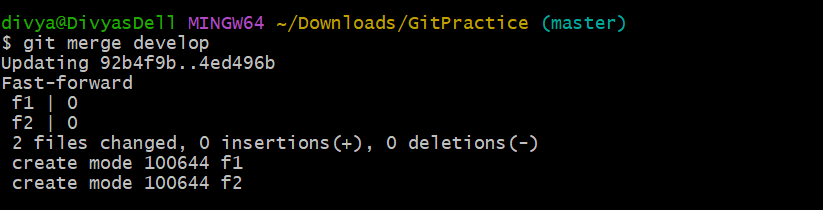 divya@DivyasDell MINGW64 ~/Downloads/GitPractice (master)
$ git merge develop
Updating 92b4f9b..4ed496b
Fast-forward
 f1 | 0
 f2 | 0
 2 files changed, 0 insertions(+), 0 deletions(-)
 create mode 100644 f1
 create mode 100644 f2